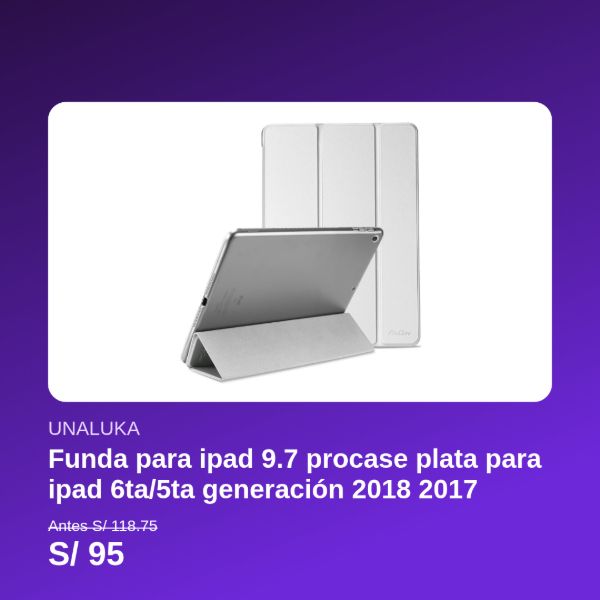 UNALUKA
Funda para ipad 9.7 procase plata para
ipad 6ta/5ta generación 2018 2017
Antes S/ 118.75
S/ 95